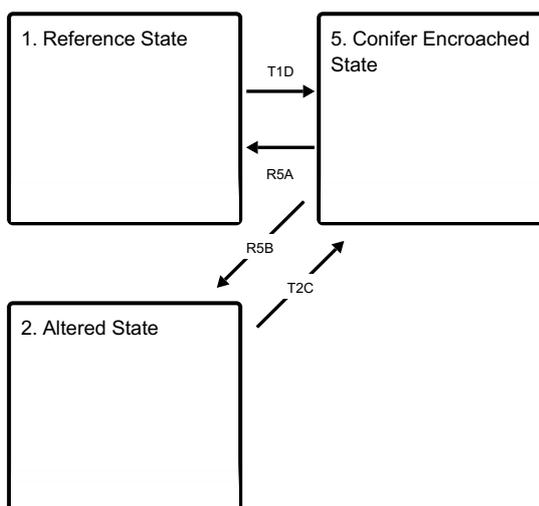 1. Reference State
5. Conifer Encroached
State
T1D
R5A
R5B
T2C
2. Altered State